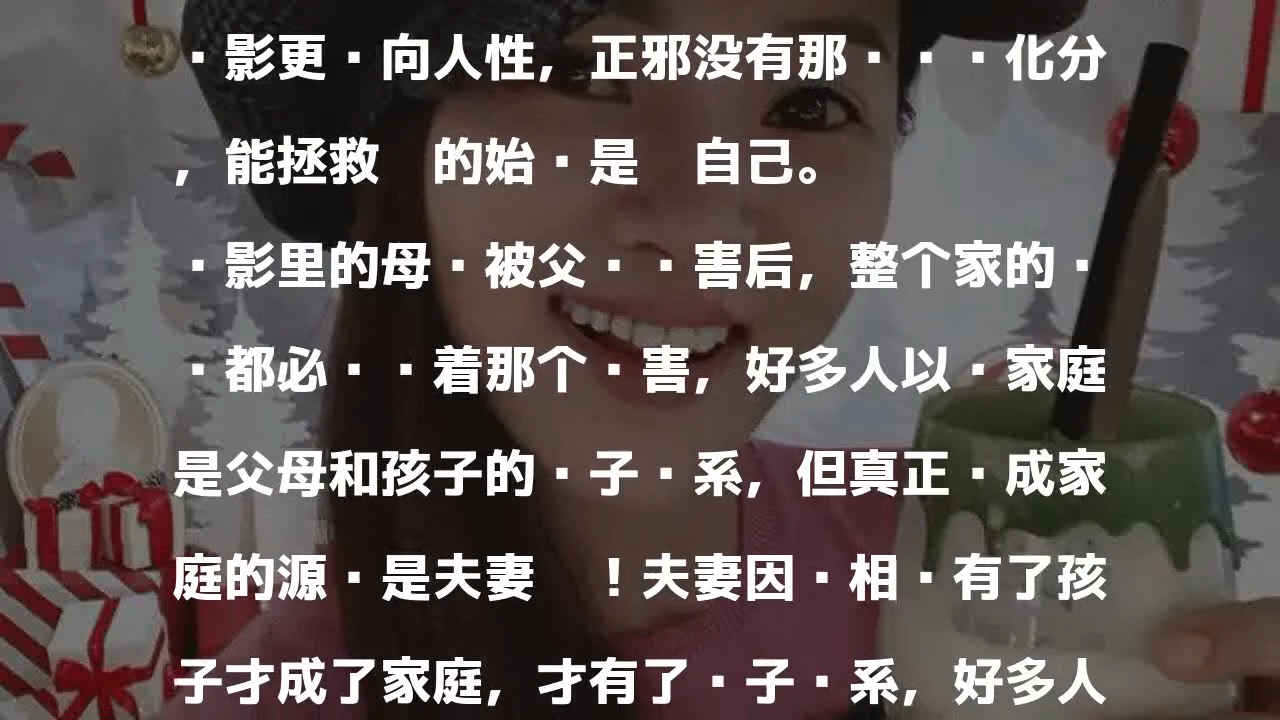 ·影更·向人性，正邪没有那···化分
，能拯救 的始·是 自己。
·影里的母·被父··害后，整个家的·
·都必··着那个·害，好多人以·家庭
是父母和孩子的·子·系，但真正·成家
庭的源·是夫妻 ！夫妻因·相·有了孩
子才成了家庭，才有了·子·系，好多人